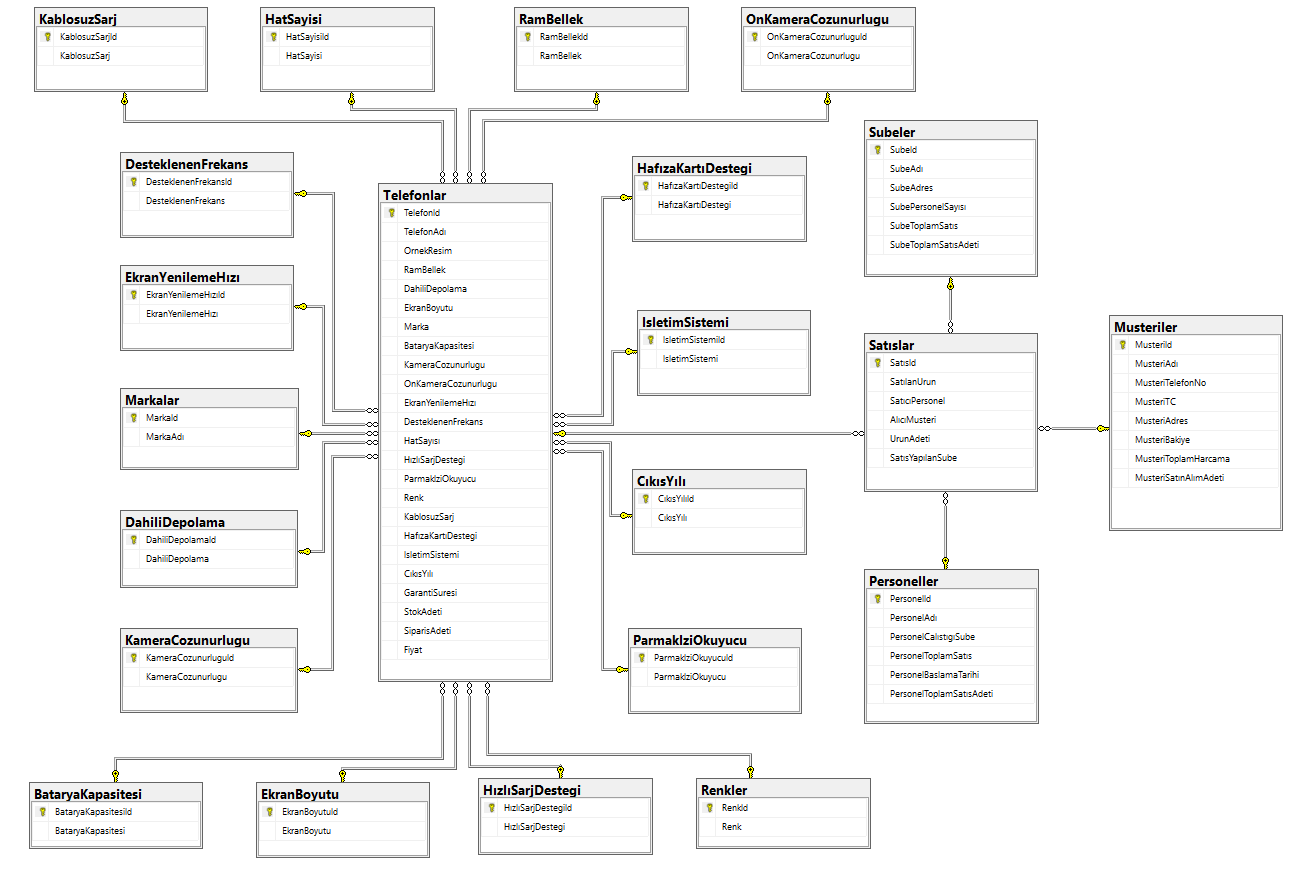 KablosuzSarj
KablosuzSarjId
KablosuzSarj
HatSayisi
HatSayisiId
HatSayisi
RamBellek
RamBellekId
RamBellek
OnKameraCozunurlugu
OnKameraCozunurluguId
OnKameraCozunurlugu
DesteklenenFrekans
DesteklenenFrekansId
DesteklenenFrekans
EkranYenilemeHızı
EkranYenilemeHızıId
EkranYenilemeHızı
Markalar
MarkaId
MarkaAdı
DahiliDepolama
DahiliDepolamaId
DahiliDepolama
KameraCozunurlugu
KameraCozunurluguId
KameraCozunurlugu
Telefonlar
TelefonId
TelefonAdı
OrnekResim
RamBellek
DahiliDepolama
EkranBoyutu
Marka
BataryaKapasitesi
KameraCozunurlugu
OnKameraCozunurlugu
EkranYenilemeHızı
DesteklenenFrekans
HatSayısı
HızlıSarjDestegi
ParmakIziOkuyucu
Renk
KablosuzSarj
HafızaKartıDestegi
IsletimSistemi
CıkısYılı
GarantiSuresi
StokAdeti
SiparisAdeti
Fiyat
HafızaKartıDestegi
HafızaKartıDestegiId
HafızaKartıDestegi
IsletimSistemi
IsletimSistemiId
IsletimSistemi
CıkısYılı
CıkısYılıId
CıkısYılı
ParmakIziOkuyucu
ParmakIziOkuyucuId
ParmakIziOkuyucu
Subeler
SubeId
SubeAdı
SubeAdres
SubePersonelSayısı
SubeToplamSatıs
SubeToplamSatısAdeti
Satıslar
SatısId
SatılanUrun
SatıcıPersonel
AlıcıMusteri
UrunAdeti
SatısYapılanSube
Musteriler
MusteriId
MusteriAdı
MusteriTelefonNo
MusteriTC
MusteriAdres
MusteriBakiye
MusteriToplamHarcama
MusteriSatınAlımAdeti
Personeller
PersonelId
PersonelAdı
PersonelCalıstıgıSube
PersonelToplamSatıs
PersonelBaslamaTarihi
PersonelToplamSatısAdeti
BataryaKapasitesi
BataryaKapasitesiId
BataryaKapasitesi
EkranBoyutu
EkranBoyutuId
EkranBoyutu
HızlıSarjDestegi
HızlıSarjDestegiId
HızlıSarjDestegi
Renkler
RenkId
Renk